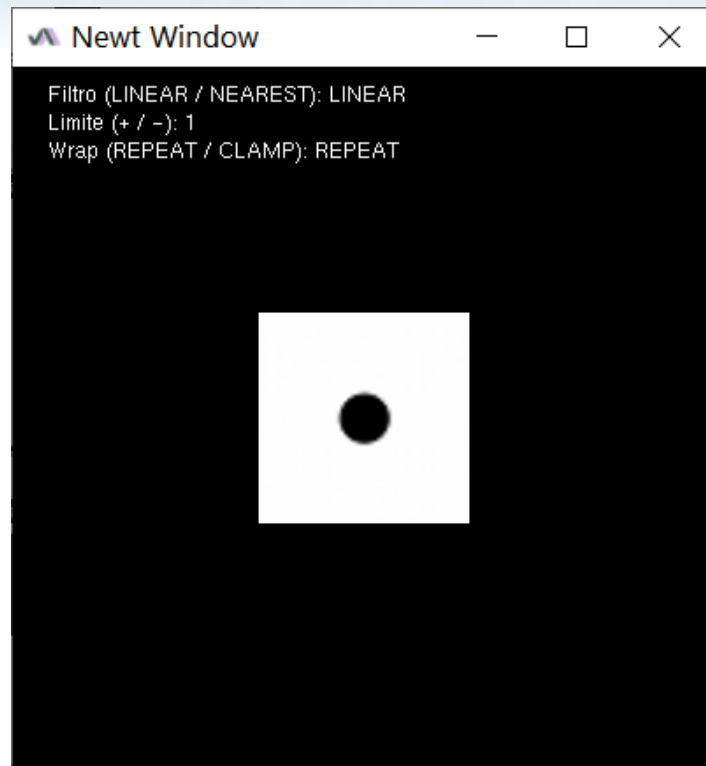 Newt Window
Filtro (LINEAR / NEAREST): LINEAR
Limite (+ / -): 1
Wrap (REPEAT / CLAMP): REPEAT